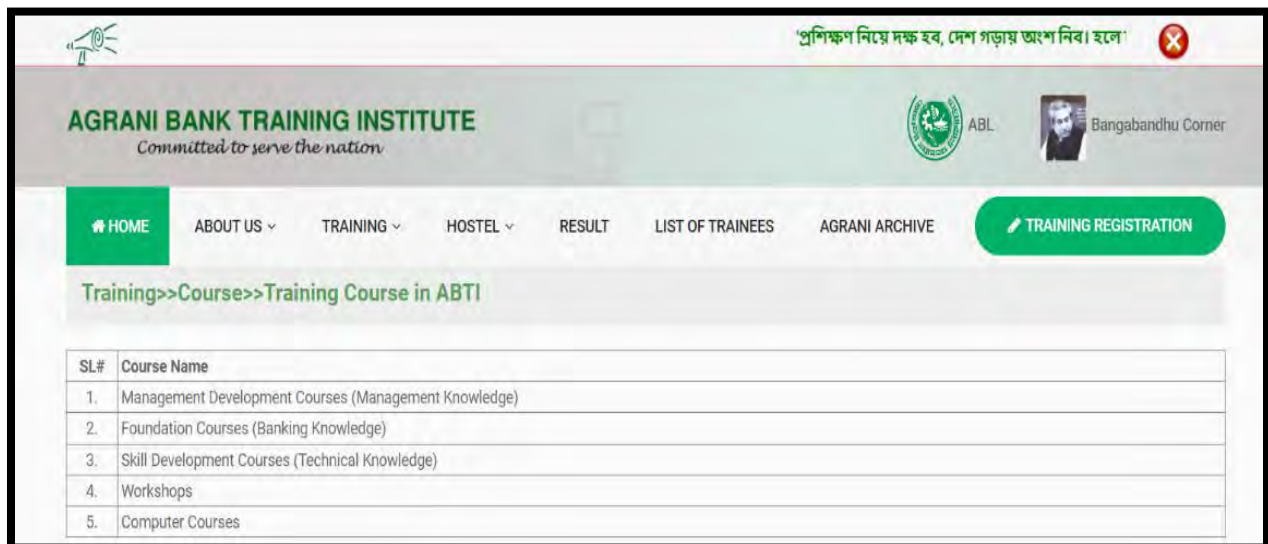 'প্রশিক্ষণ নিয়ে দক্ষ হব, দেশ গড়ায় অংশ নিব। হলো
AGRANI BANK TRAINING INSTITUTE
Committed to serve the nation
ABL
Bangabandhu Corner
HOME ABOUT US TRAINING HOSTEL RESULT LIST OF TRAINEES AGRANI ARCHIVE TRAINING REGISTRATION
Training>>Course>>Training Course in ABTI
SL# Course Name
1. Management Development Courses (Management Knowledge)
2. Foundation Courses (Banking Knowledge)
3. Skill Development Courses (Technical Knowledge)
4. Workshops
5. Computer Courses